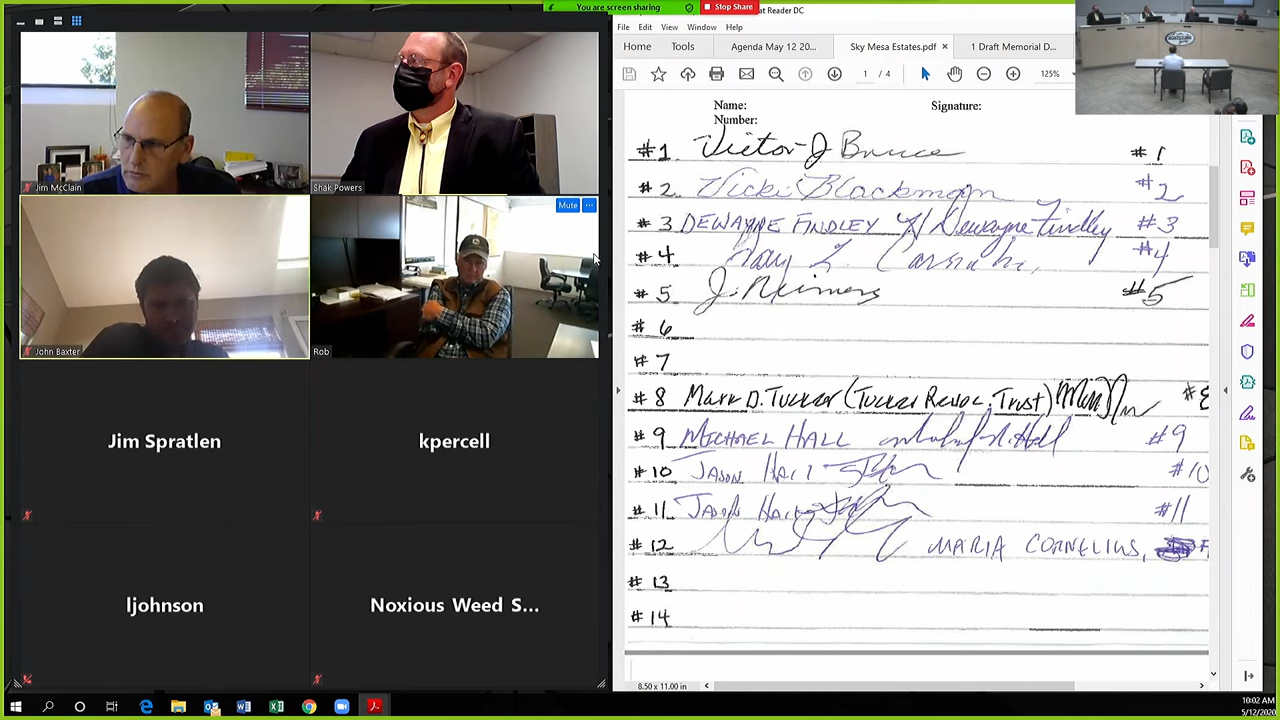 You are screen sharing
Stop Share
at Reader DC
File Edit View Window Help
Home Tools Agenda May 12 20... Sky Mesa Estates.pdf × 1 Draft Memorial D...
1 / 4 125%
Jim McClain
Shak Powers
Mute ...
John Baxter
Rob
Jim Spratlen
kpercell
ljohnson
Noxious Weed S...
Name: Signature:
Number:
#1. Victor J Bruce #1
#2. Vicki Blackman #2
#3 DEWAYNE FINDLEY Dewayne Findley #3
#4 #4
#5 J. Reimers #5
#6
#7
#8 MARK D. TUCKER (TUCKER REVOC. TRUST)
#9 MICHAEL HALL #9
#10 JASON HALL #10
#11 JASON HALL #11
#12 MARIA CORNELIUS,
#13
#14
8.50 x 11.00 in
10:02 AM
5/12/2020